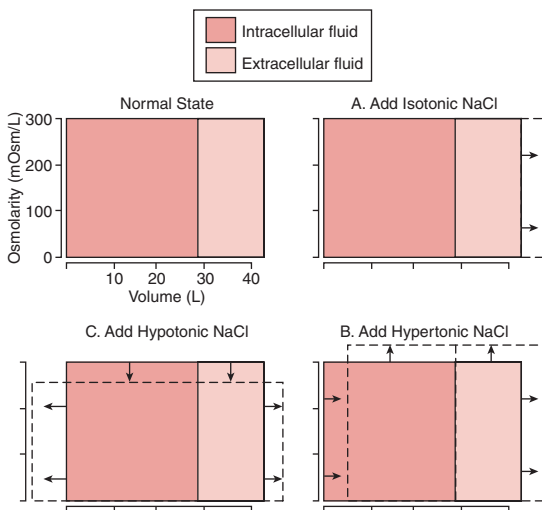 Intracellular fluid
Extracellular fluid
Normal State
A. Add Isotonic NaCl
Osmolarity (mOsm/L)
300
200
100
0
10 20 30 40
Volume (L)
C. Add Hypotonic NaCl
B. Add Hypertonic NaCl